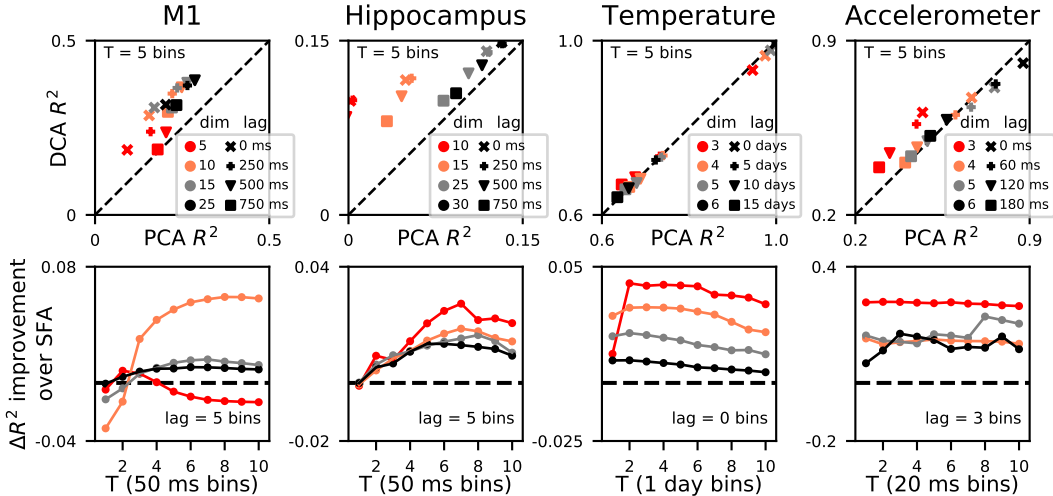 M1
Hippocampus
Temperature
Accelerometer
DCA R²
0.5
T = 5 bins
dim lag
5 0 ms
10 250 ms
15 500 ms
25 750 ms
0
0 0.5
PCA R²
0.15
T = 5 bins
dim lag
10 0 ms
15 250 ms
25 500 ms
30 750 ms
0
0 0.15
PCA R²
1.0
T = 5 bins
dim lag
3 0 days
4 5 days
5 10 days
6 15 days
0.6
0.6 1.0
PCA R²
0.9
T = 5 bins
dim lag
3 0 ms
4 60 ms
5 120 ms
6 180 ms
0.2
0.2 0.9
PCA R²
ΔR² improvement
over SFA
0.08
lag = 5 bins
-0.04
2 4 6 8 10
T (50 ms bins)
0.04
lag = 5 bins
-0.02
2 4 6 8 10
T (50 ms bins)
0.05
lag = 0 bins
-0.025
2 4 6 8 10
T (1 day bins)
0.4
lag = 3 bins
-0.2
2 4 6 8 10
T (20 ms bins)